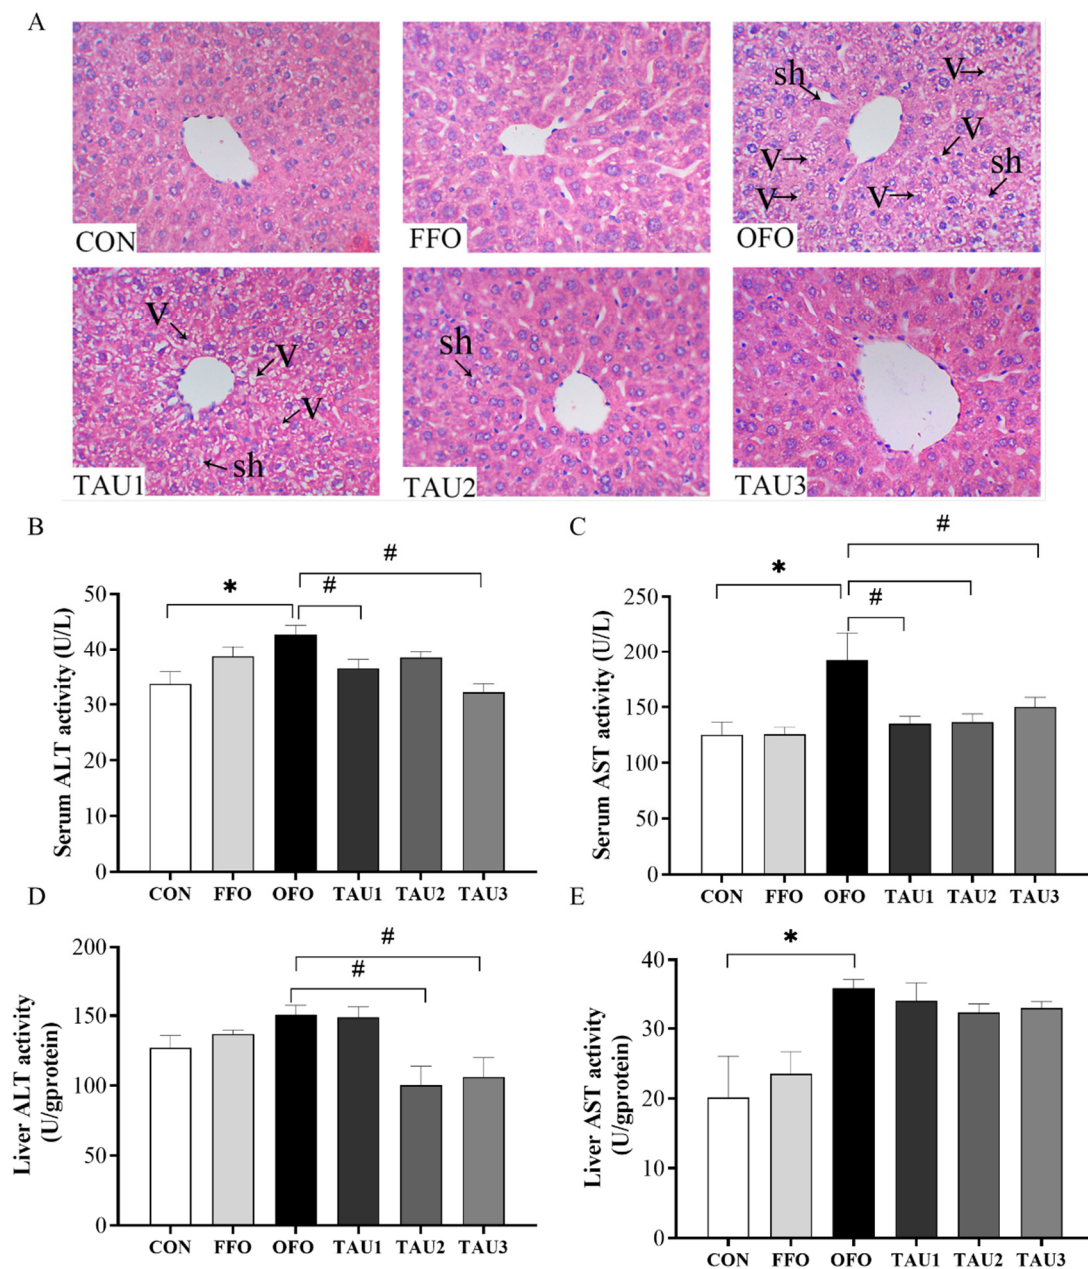 A
sh
V
V
V
sh
V
V
CON
FFO
OFO
V
V
sh
V
sh
TAU1
TAU2
TAU3
B
C
#
#
*
#
*
#
Serum ALT activity (U/L)
50
40
30
20
10
0
CON FFO OFO TAU1 TAU2 TAU3
Serum AST activity (U/L)
250
200
150
100
50
0
CON FFO OFO TAU1 TAU2 TAU3
D
E
#
#
*
Liver ALT activity
(U/gprotein)
200
150
100
50
0
CON FFO OFO TAU1 TAU2 TAU3
Liver AST activity
(U/gprotein)
40
30
20
10
0
CON FFO OFO TAU1 TAU2 TAU3